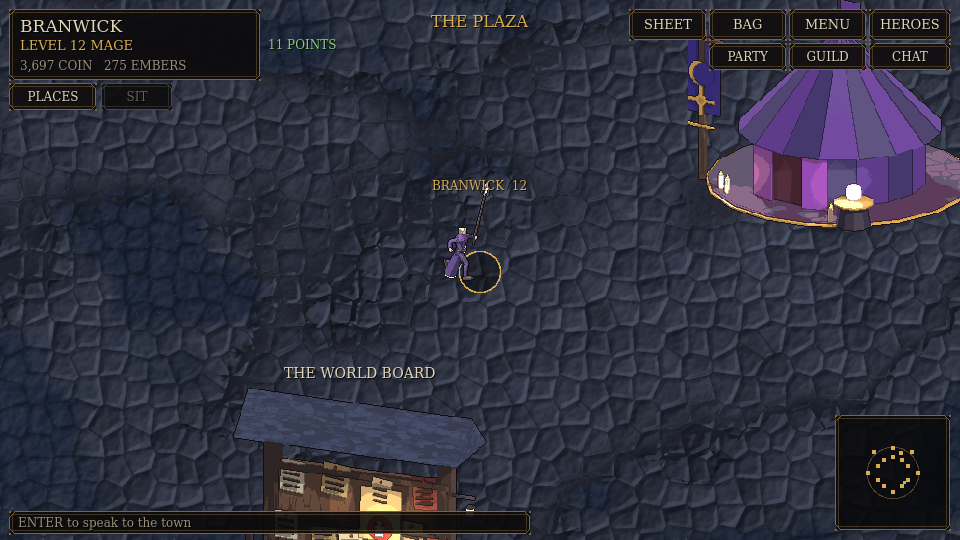 BRANWICK
LEVEL 12 MAGE
3,697 COIN 275 EMBERS
11 POINTS
THE PLAZA
SHEET BAG MENU HEROES
PARTY GUILD CHAT
PLACES SIT
BRANWICK 12
THE WORLD BOARD
ENTER to speak to the town